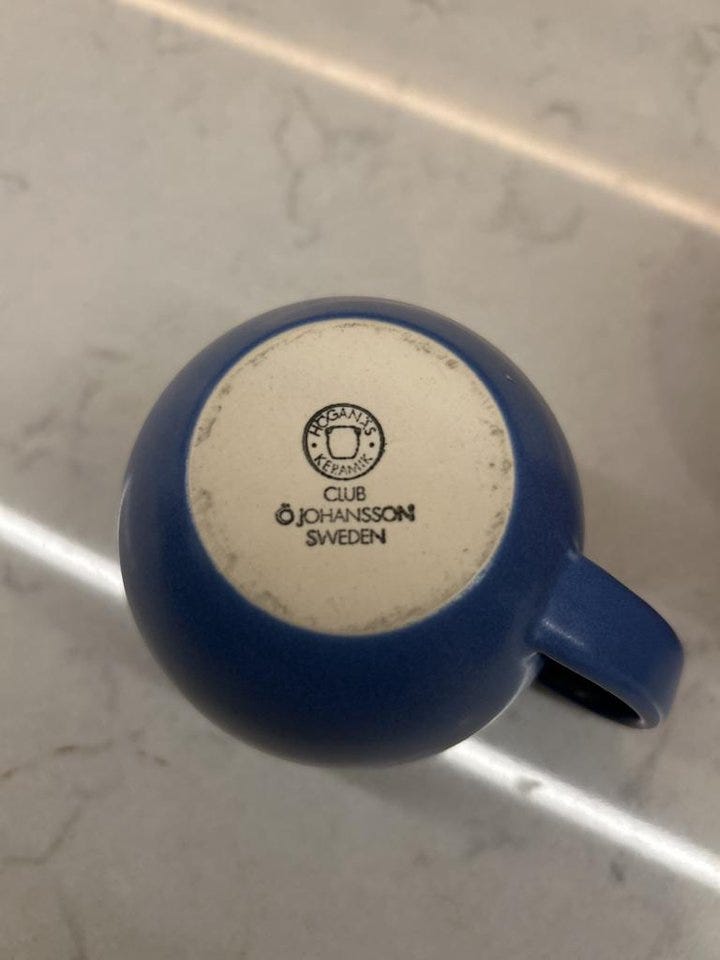 HÖGANÄS
KERAMIK
CLUB
Ö JOHANSSON
SWEDEN